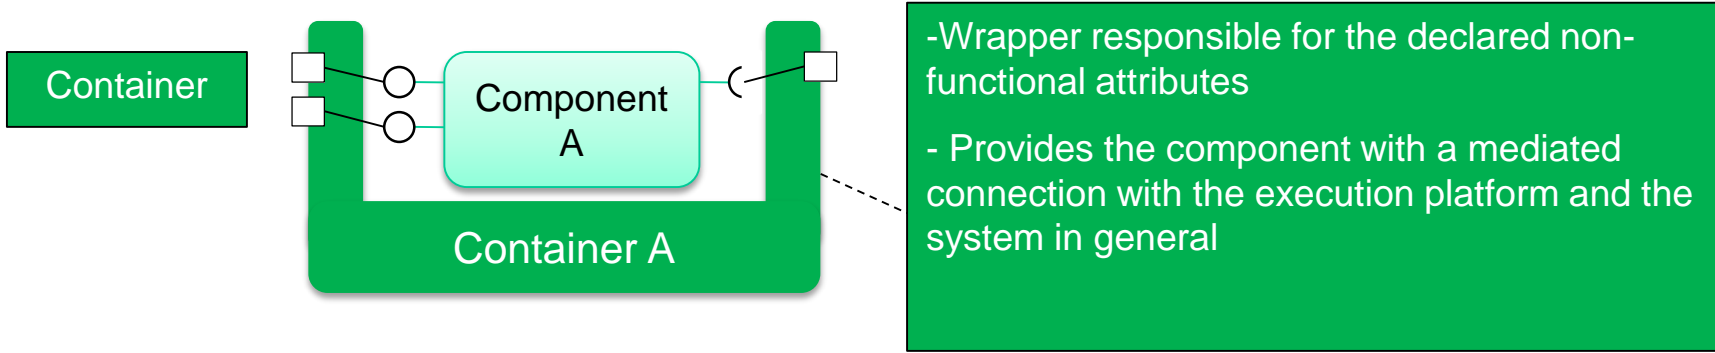 Container
Component
A
Container A
-Wrapper responsible for the declared non-
functional attributes
- Provides the component with a mediated
connection with the execution platform and the
system in general